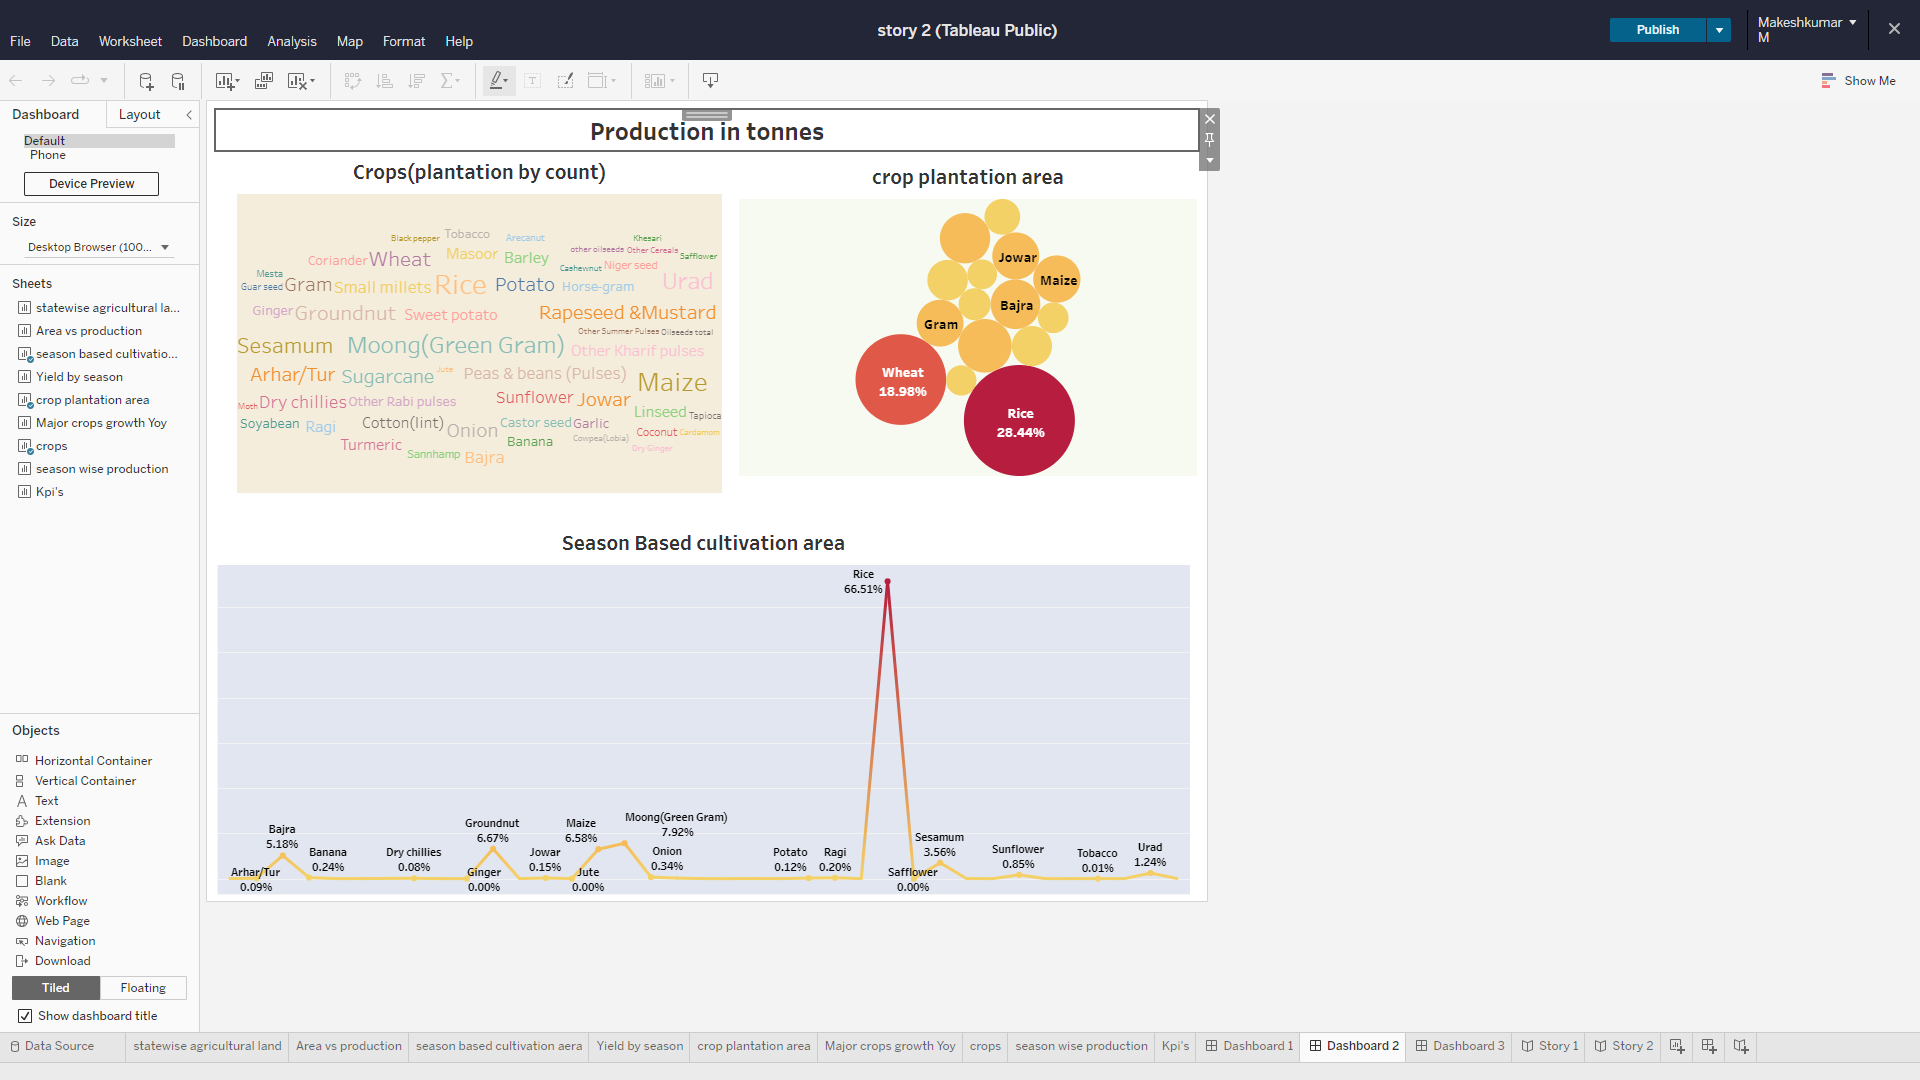 story 2 (Tableau Public)
Publish
Makeshkumar M
File Data Worksheet Dashboard Analysis Map Format Help
Show Me
Dashboard Layout
Default
Phone
Device Preview
Size
Desktop Browser (100...
Sheets
statewise agricultural la...
Area vs production
season based cultivatio...
Yield by season
crop plantation area
Major crops growth Yoy
crops
season wise production
Kpi's
Objects
Horizontal Container
Vertical Container
Text
Extension
Ask Data
Image
Blank
Workflow
Web Page
Navigation
Download
Tiled Floating
Show dashboard title
Production in tonnes
Crops(plantation by count)
Black pepper Tobacco Arecanut Khesari
other oilseeds Other Cereals Safflower
Coriander Wheat Masoor Barley
Mesta Cashewnut Niger seed
Guar seed Gram Small millets Rice Potato Horse-gram Urad
Ginger Groundnut Sweet potato Rapeseed &Mustard
Other Summer Pulses Oilseeds total
Sesamum Moong(Green Gram) Other Kharif pulses
Arhar/Tur Sugarcane Jute Peas & beans (Pulses) Maize
Moth Dry chillies Other Rabi pulses Sunflower Jowar
Linseed Tapioca
Soyabean Ragi Cotton(lint) Onion Castor seed Garlic
Coconut Cardamom
Turmeric Banana Cowpea(Lobia)
Sannhamp Bajra Dry Ginger
crop plantation area
Jowar
Maize
Bajra
Gram
Wheat
18.98%
Rice
28.44%
Season Based cultivation area
Rice
66.51%
Arhar/Tur
0.09%
Bajra
5.18%
Banana
0.24%
Dry chillies
0.08%
Ginger
0.00%
Groundnut
6.67%
Jowar
0.15%
Jute
0.00%
Maize
6.58%
Moong(Green Gram)
7.92%
Onion
0.34%
Potato
0.12%
Ragi
0.20%
Safflower
0.00%
Sesamum
3.56%
Sunflower
0.85%
Tobacco
0.01%
Urad
1.24%
Data Source statewise agricultural land Area vs production season based cultivation aera Yield by season crop plantation area Major crops growth Yoy crops season wise production Kpi's Dashboard 1 Dashboard 2 Dashboard 3 Story 1 Story 2